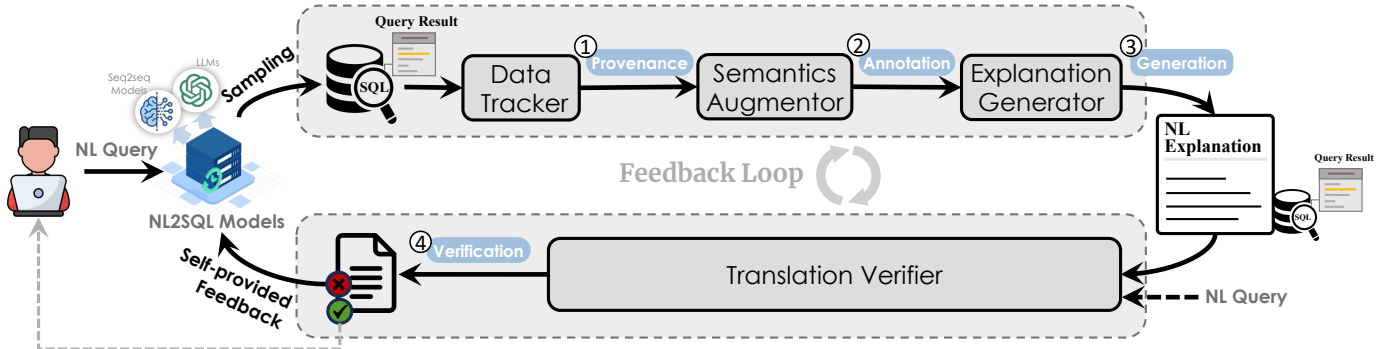 Query Result
LLMs
Seq2seq
Models
Sampling
SQL
Data
Tracker
① Provenance
Semantics
Augmentor
② Annotation
Explanation
Generator
③ Generation
NL Query
NL2SQL Models
Feedback Loop
NL
Explanation
Query Result
SQL
Self-provided
Feedback
④ Verification
Translation Verifier
NL Query